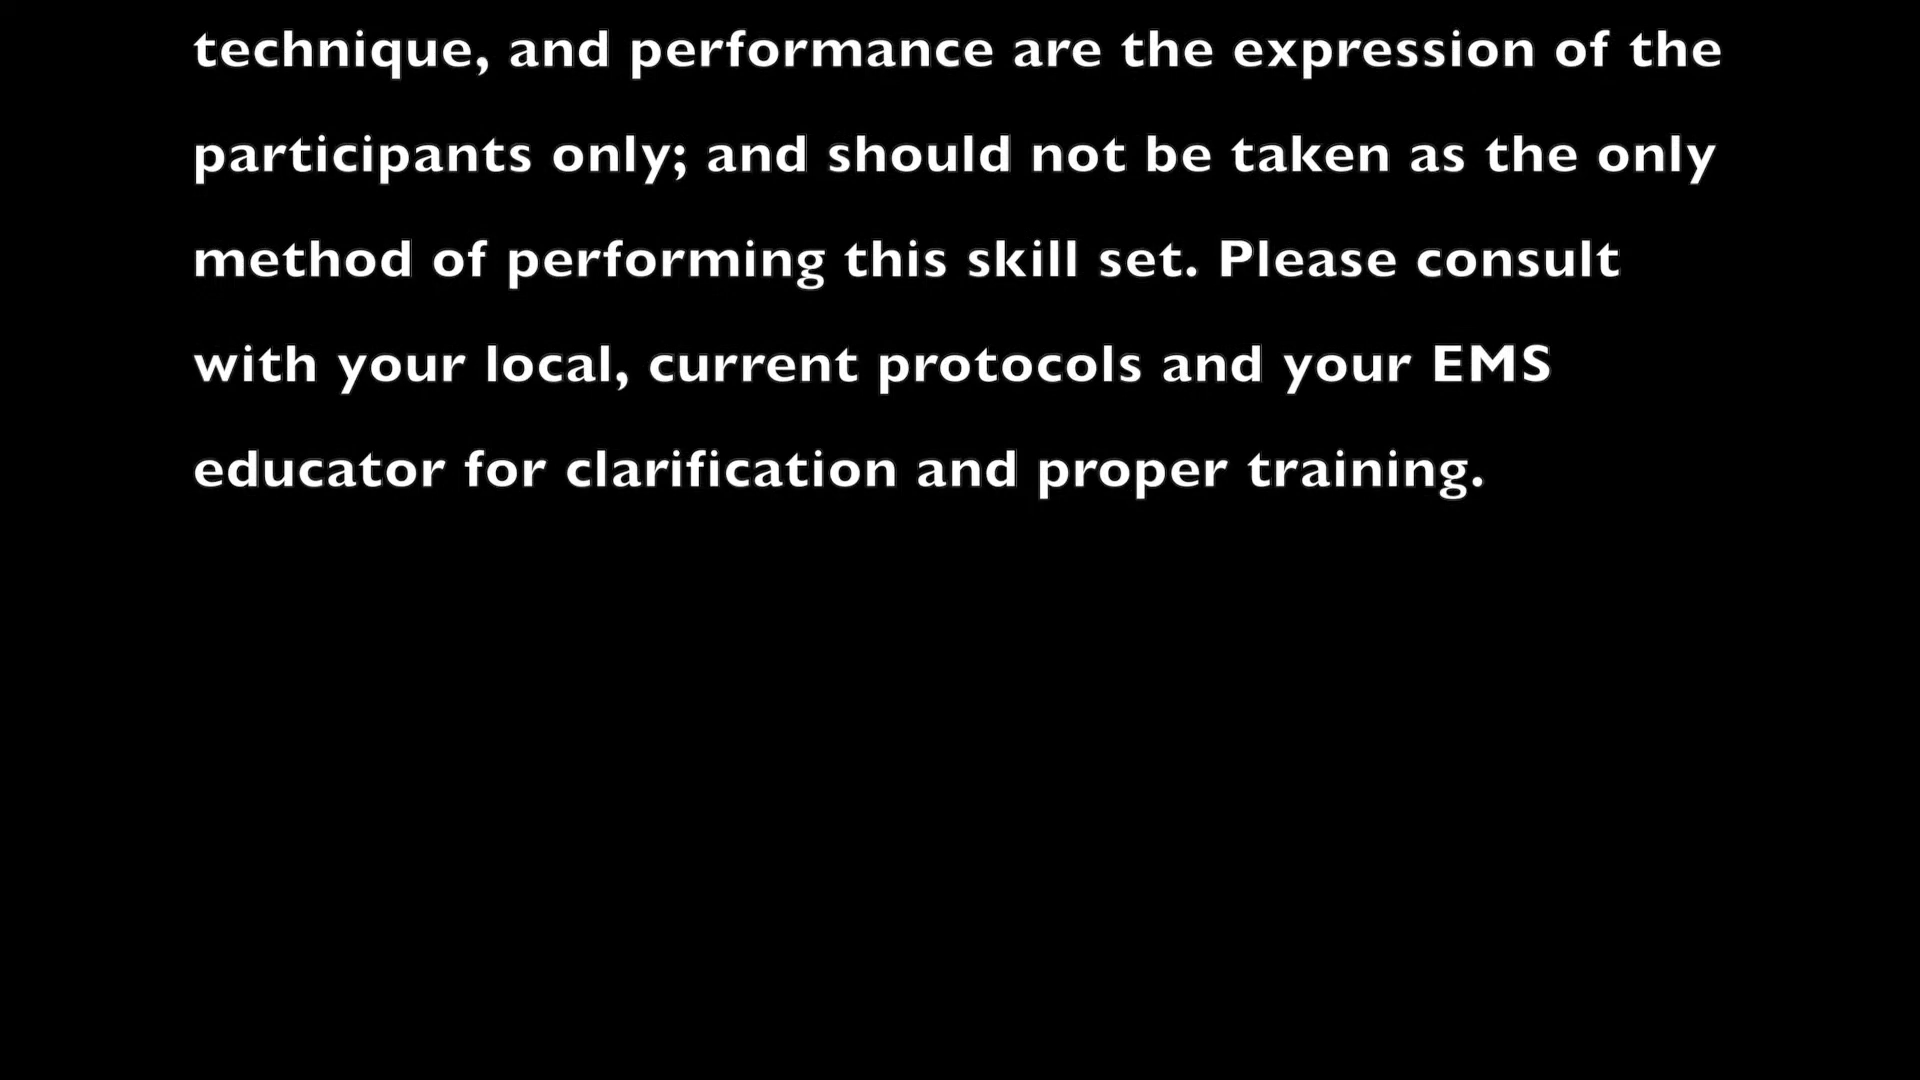 technique, and performance are the expression of the
participants only; and should not be taken as the only
method of performing this skill set. Please consult
with your local, current protocols and your EMS
educator for clarification and proper training.